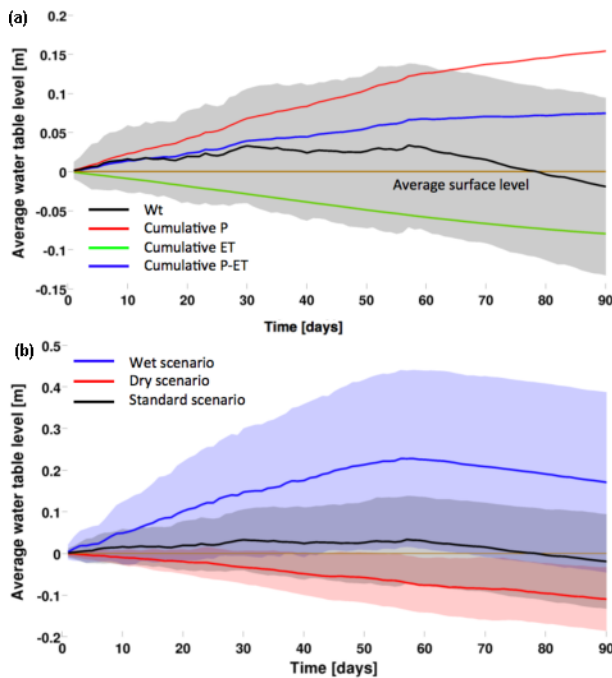 (a)
Average water table level [m]
0.2
0.15
0.1
0.05
0
-0.05
-0.1
-0.15
Average surface level
Wt
Cumulative P
Cumulative ET
Cumulative P-ET
0 10 20 30 40 50 60 70 80 90
Time [days]
(b)
Average water table level [m]
0.5
0.4
0.3
0.2
0.1
0
-0.1
-0.2
Wet scenario
Dry scenario
Standard scenario
0 10 20 30 40 50 60 70 80 90
Time [days]